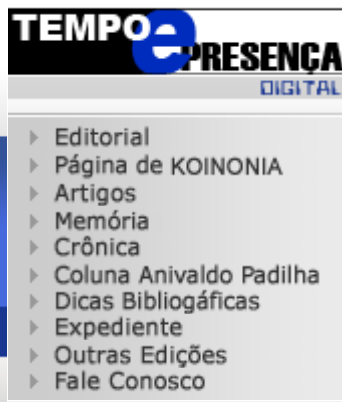 TEMPO e PRESENÇA
DIGITAL
Editorial
Página de KOINONIA
Artigos
Memória
Crônica
Coluna Anivaldo Padilha
Dicas Bibliogáficas
Expediente
Outras Edições
Fale Conosco